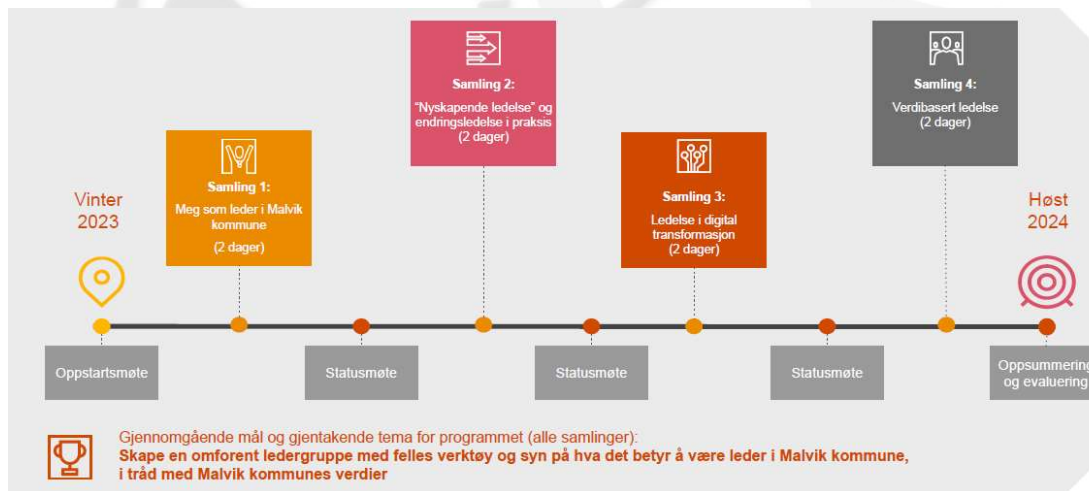 Vinter
2023
Samling 1:
Meg som leder i Malvik
kommune
(2 dager)
Samling 2:
"Nyskapende ledelse" og
endringsledelse i praksis
(2 dager)
Samling 3:
Ledelse i digital
transformasjon
(2 dager)
Samling 4:
Verdibasert ledelse
(2 dager)
Høst
2024
Oppstartsmøte
Statusmøte
Statusmøte
Statusmøte
Oppsummering
og evaluering
Gjennomgående mål og gjentakende tema for programmet (alle samlinger):
Skape en omforent ledergruppe med felles verktøy og syn på hva det betyr å være leder i Malvik kommune,
i tråd med Malvik kommunes verdier